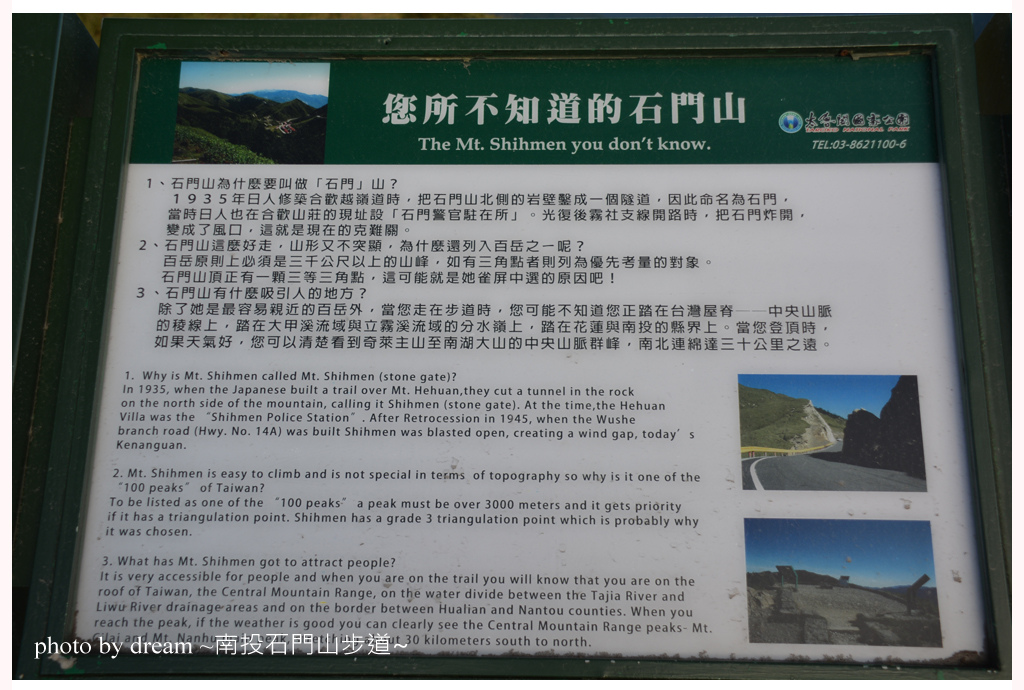 您所不知道的石門山
The Mt. Shihmen you don't know.
太魯閣國家公園
TAROKO NATIONAL PARK
TEL:03-8621100-6
1、石門山為什麼要叫做「石門」山？
１９３５年日人修築合歡越嶺道時，把石門山北側的岩壁鑿成一個隧道，因此命名為石門，
當時日人也在合歡山莊的現址設「石門警官駐在所」。光復後霧社支線開路時，把石門炸開，
變成了風口，這就是現在的克難關。
2、石門山這麼好走，山形又不突顯，為什麼還列入百岳之一呢？
百岳原則上必須是三千公尺以上的山峰，如有三角點者則列為優先考量的對象。
石門山頂正有一顆三等三角點，這可能就是她雀屏中選的原因吧！
3、石門山有什麼吸引人的地方？
除了她是最容易親近的百岳外，當您走在步道時，您可能不知道您正踏在台灣屋脊──中央山脈
的稜線上，踏在大甲溪流域與立霧溪流域的分水嶺上，踏在花蓮與南投的縣界上。當您登頂時，
如果天氣好，您可以清楚看到奇萊主山至南湖大山的中央山脈群峰，南北連綿達三十公里之遠。
1. Why is Mt. Shihmen called Mt. Shihmen (stone gate)?
In 1935, when the Japanese built a trail over Mt. Hehuan,they cut a tunnel in the rock
on the north side of the mountain, calling it Shihmen (stone gate). At the time,the Hehuan
Villa was the "Shihmen Police Station". After Retrocession in 1945, when the Wushe
branch road (Hwy. No. 14A) was built Shihmen was blasted open, creating a wind gap, today's
Kenanguan.
2. Mt. Shihmen is easy to climb and is not special in terms of topography so why is it one of the
"100 peaks" of Taiwan?
To be listed as one of the "100 peaks" a peak must be over 3000 meters and it gets priority
if it has a triangulation point. Shihmen has a grade 3 triangulation point which is probably why
it was chosen.
3. What has Mt. Shihmen got to attract people?
It is very accessible for people and when you are on the trail you will know that you are on the
roof of Taiwan, the Central Mountain Range, on the water divide between the Tajia River and
Liwu River drainage areas and on the border between Hualian and Nantou counties. When you
reach the peak, if the weather is good you can clearly see the Central Mountain Range peaks- Mt.
and Mt. 30 kilometers south to north.
photo by dream ~南投石門山步道~